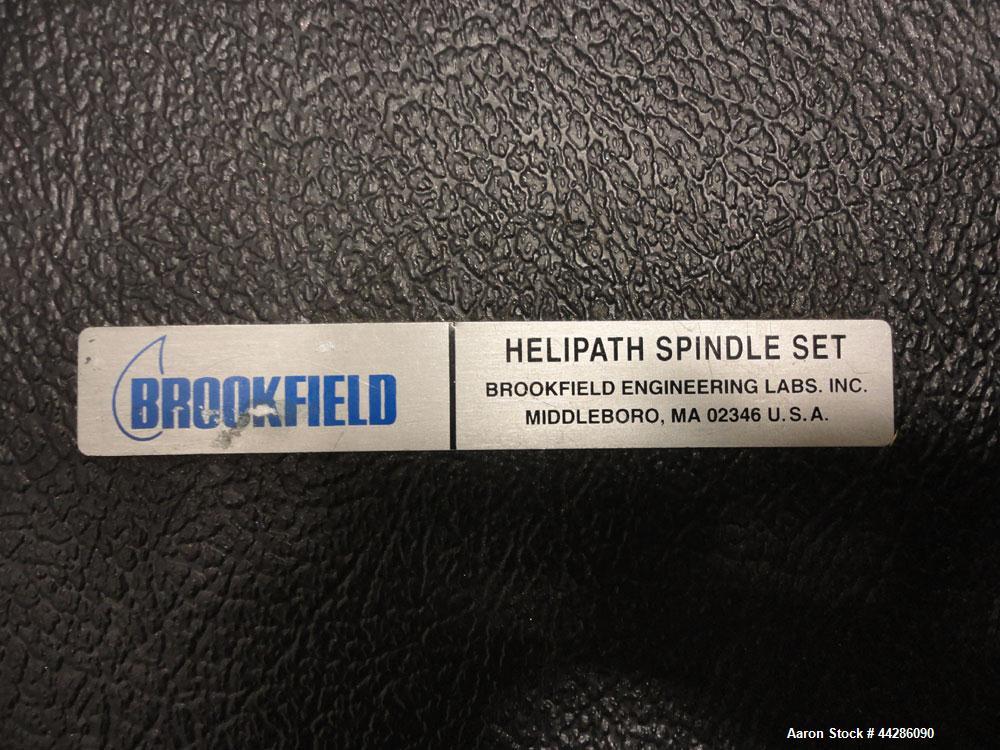 BROOKFIELD
HELIPATH SPINDLE SET
BROOKFIELD ENGINEERING LABS. INC.
MIDDLEBORO, MA 02346 U.S.A.
Aaron Stock # 44286090